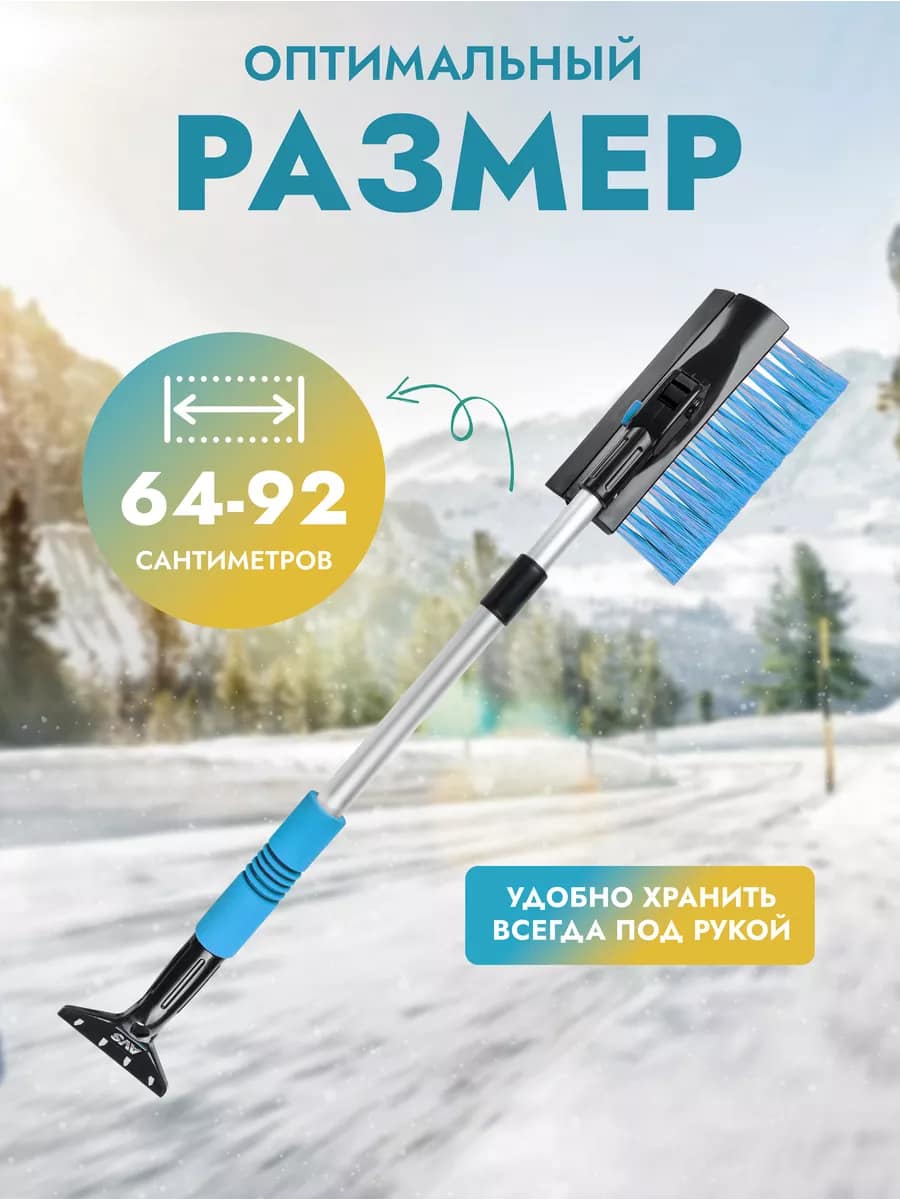 ОПТИМАЛЬНЫЙ
РАЗМЕР
64-92
САНТИМЕТРОВ
УДОБНО ХРАНИТЬ
ВСЕГДА ПОД РУКОЙ
AVS